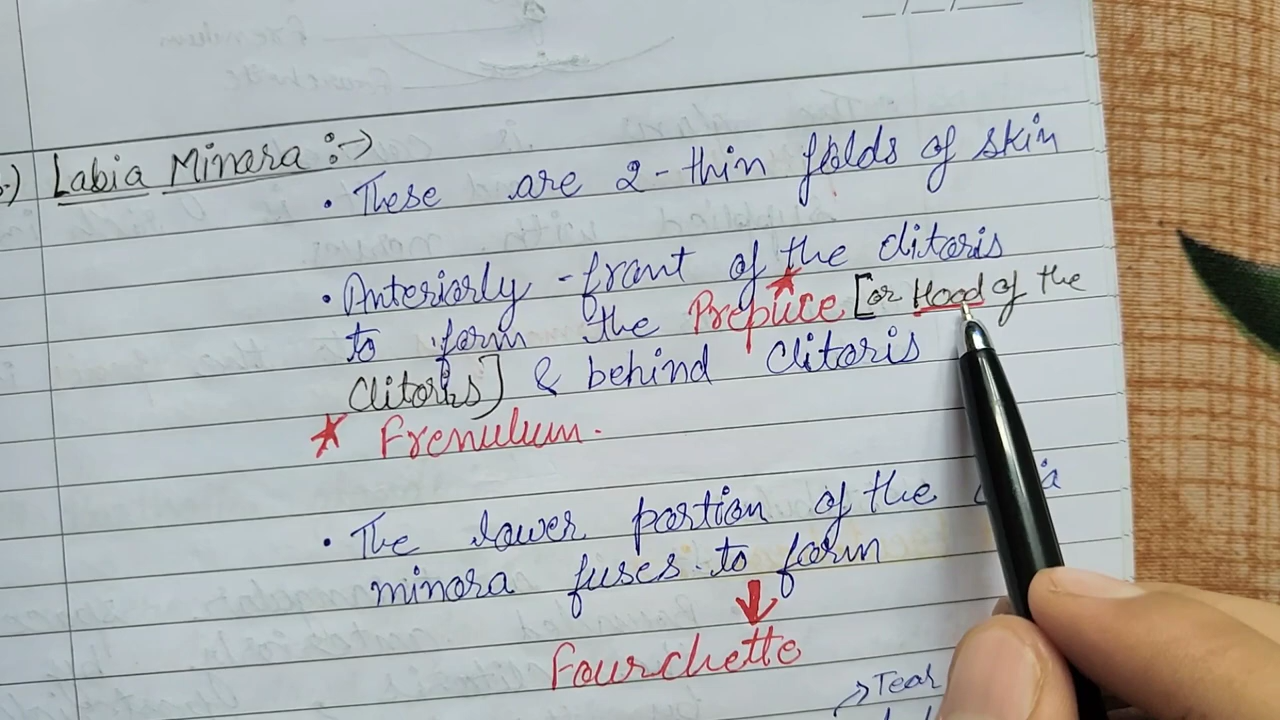 Labia Minora :->
• These are 2-thin folds of skin
• Anteriorly - front of the clitoris
to form the Prepuce [or Hood of the
Clitoris] & behind Clitoris
Frenulum.
• The lower portion of the
minora fuses to form
Fourchette
Tear